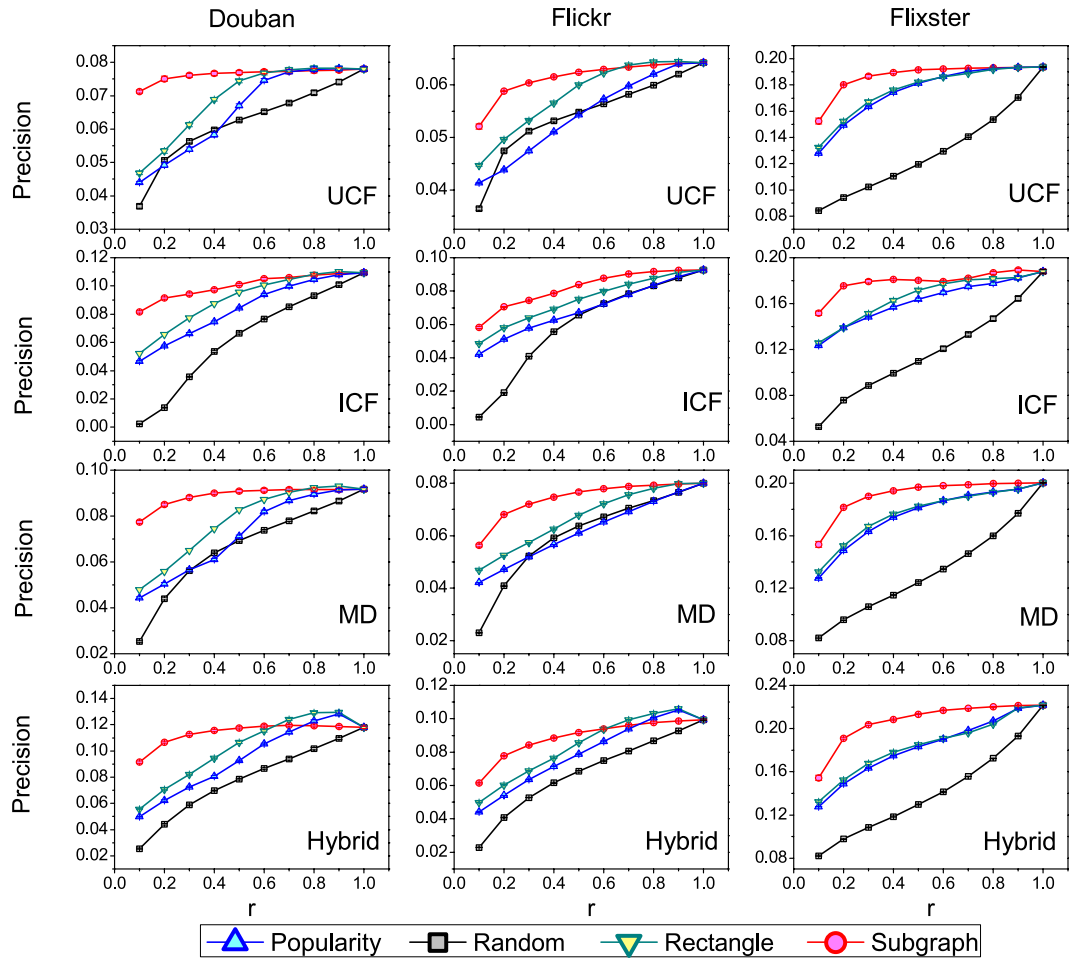 Douban Flickr Flixster
Precision
0.08 0.07 0.06 0.05 0.04 0.03
0.0 0.2 0.4 0.6 0.8 1.0
UCF
0.06 0.05 0.04
0.0 0.2 0.4 0.6 0.8 1.0
UCF
0.20 0.18 0.16 0.14 0.12 0.10 0.08
0.0 0.2 0.4 0.6 0.8 1.0
UCF
Precision
0.12 0.10 0.08 0.06 0.04 0.02 0.00
0.0 0.2 0.4 0.6 0.8 1.0
ICF
0.10 0.08 0.06 0.04 0.02 0.00
0.0 0.2 0.4 0.6 0.8 1.0
ICF
0.20 0.16 0.12 0.08 0.04
0.0 0.2 0.4 0.6 0.8 1.0
ICF
Precision
0.10 0.08 0.06 0.04 0.02
0.0 0.2 0.4 0.6 0.8 1.0
MD
0.08 0.06 0.04 0.02
0.0 0.2 0.4 0.6 0.8 1.0
MD
0.20 0.16 0.12 0.08
0.0 0.2 0.4 0.6 0.8 1.0
MD
Precision
0.14 0.12 0.10 0.08 0.06 0.04 0.02
0.0 0.2 0.4 0.6 0.8 1.0
Hybrid
0.12 0.10 0.08 0.06 0.04 0.02
0.0 0.2 0.4 0.6 0.8 1.0
Hybrid
0.24 0.20 0.16 0.12 0.08
0.0 0.2 0.4 0.6 0.8 1.0
Hybrid
r r r
Popularity Random Rectangle Subgraph